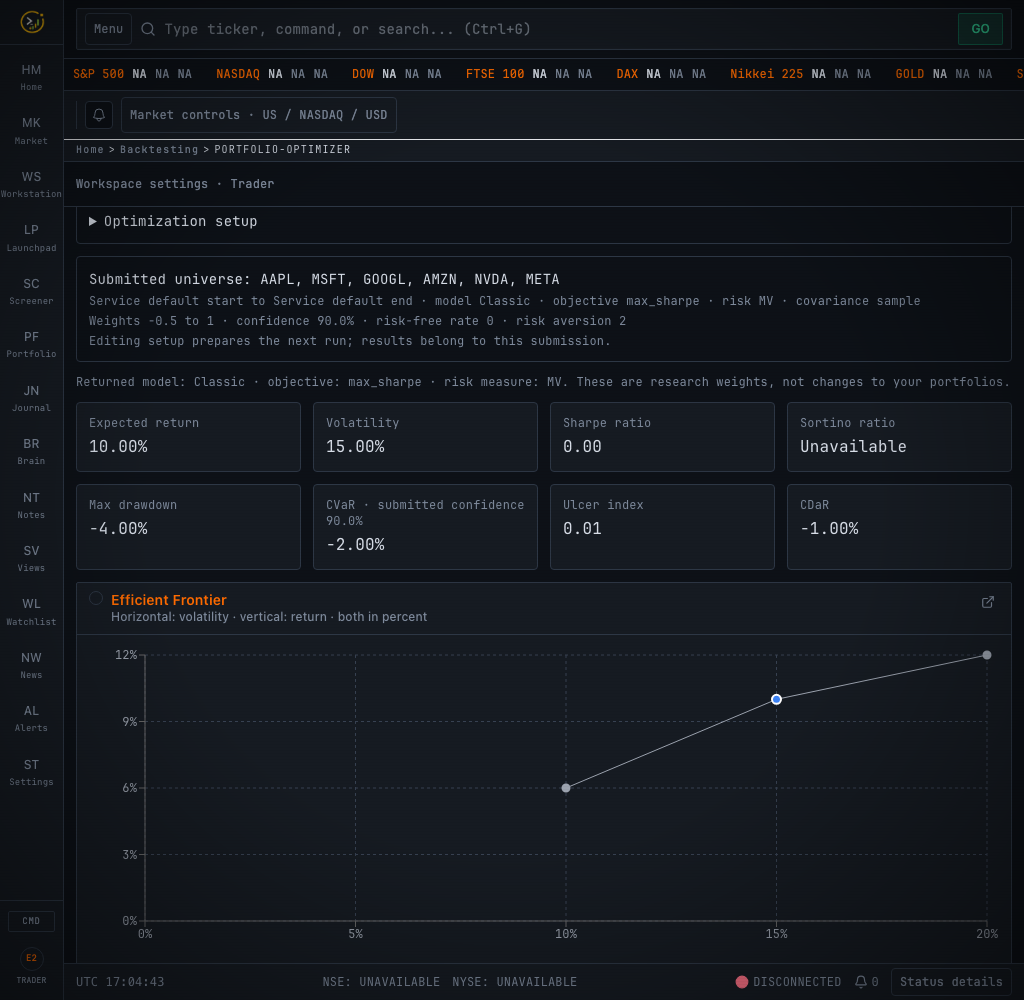 Menu
Type ticker, command, or search... (Ctrl+G)
GO
S&P 500 NA NA NA
NASDAQ NA NA NA
DOW NA NA NA
FTSE 100 NA NA NA
DAX NA NA NA
Nikkei 225 NA NA NA
GOLD NA NA NA
S
Market controls · US / NASDAQ / USD
Home > Backtesting > PORTFOLIO-OPTIMIZER
Workspace settings · Trader
HM
Home
MK
Market
WS
Workstation
LP
Launchpad
SC
Screener
PF
Portfolio
JN
Journal
BR
Brain
NT
Notes
SV
Views
WL
Watchlist
NW
News
AL
Alerts
ST
Settings
CMD
E2
TRADER
▶ Optimization setup
Submitted universe: AAPL, MSFT, GOOGL, AMZN, NVDA, META
Service default start to Service default end · model Classic · objective max_sharpe · risk MV · covariance sample
Weights -0.5 to 1 · confidence 90.0% · risk-free rate 0 · risk aversion 2
Editing setup prepares the next run; results belong to this submission.
Returned model: Classic · objective: max_sharpe · risk measure: MV. These are research weights, not changes to your portfolios.
Expected return
10.00%
Volatility
15.00%
Sharpe ratio
0.00
Sortino ratio
Unavailable
Max drawdown
-4.00%
CVaR · submitted confidence
90.0%
-2.00%
Ulcer index
0.01
CDaR
-1.00%
Efficient Frontier
Horizontal: volatility · vertical: return · both in percent
12%
9%
6%
3%
0%
0%
5%
10%
15%
20%
UTC 17:04:43
NSE: UNAVAILABLE
NYSE: UNAVAILABLE
DISCONNECTED
0
Status details